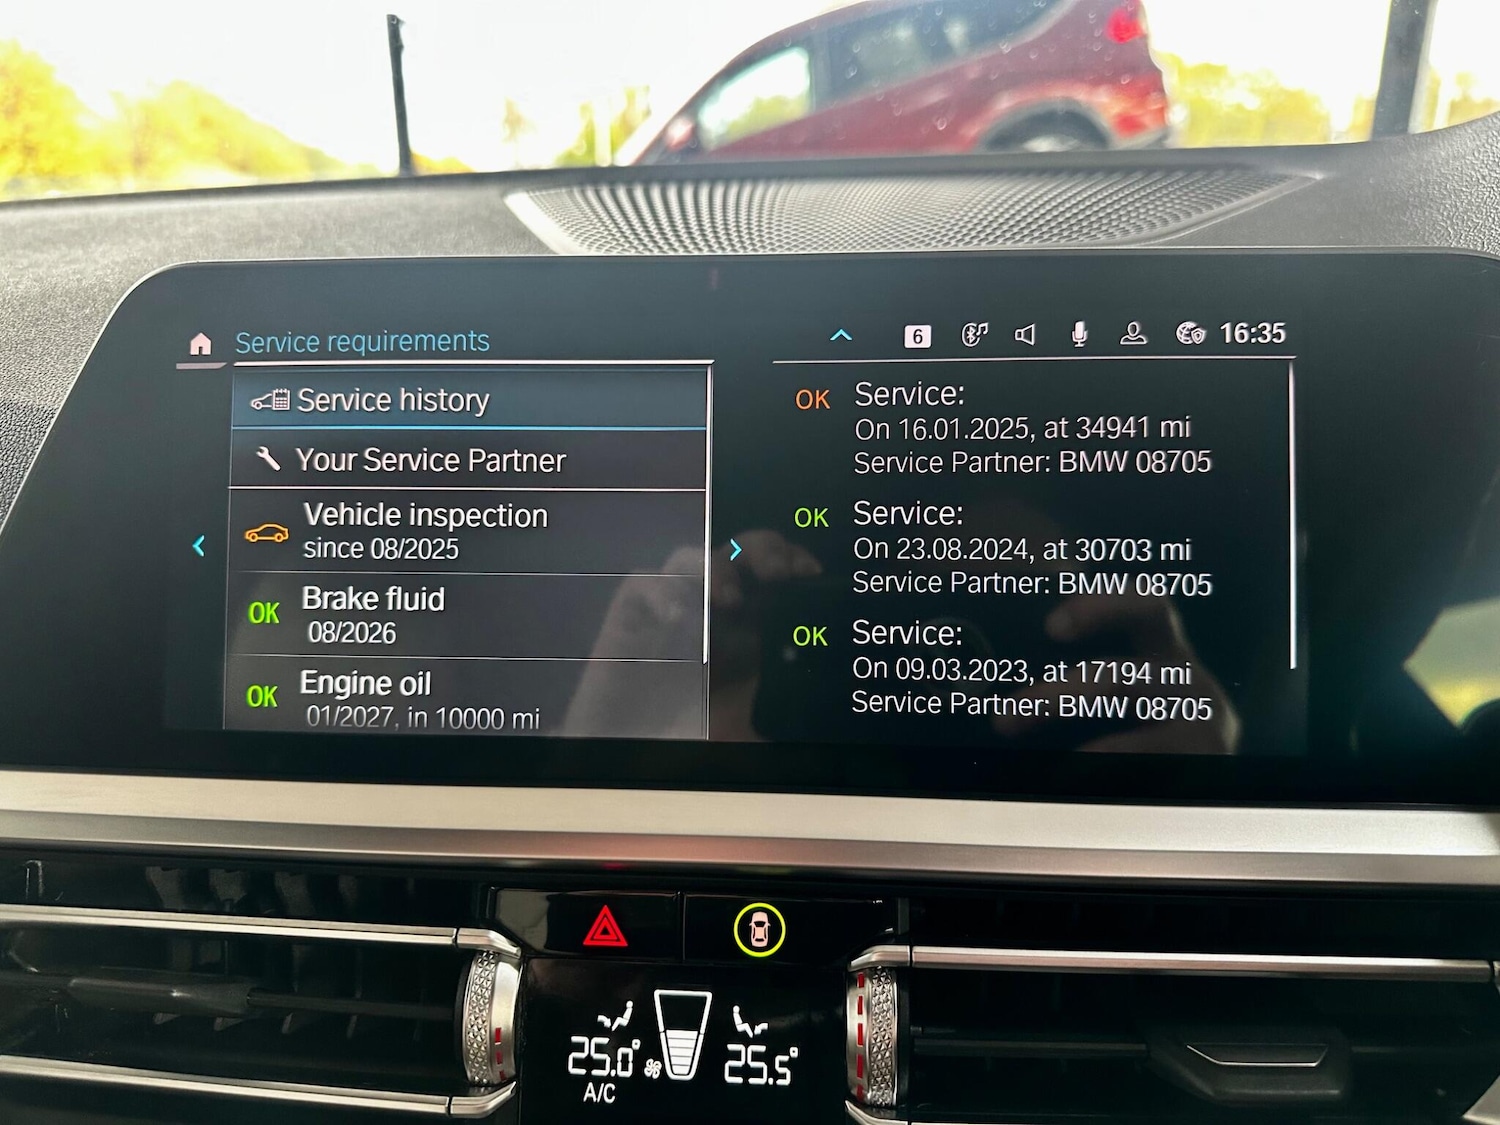 Service requirements
6
16:35
Service history
Your Service Partner
Vehicle inspection
since 08/2025
OK
Brake fluid
08/2026
OK
Engine oil
01/2027, in 10000 mi
OK
Service:
On 16.01.2025, at 34941 mi
Service Partner: BMW 08705
OK
Service:
On 23.08.2024, at 30703 mi
Service Partner: BMW 08705
OK
Service:
On 09.03.2023, at 17194 mi
Service Partner: BMW 08705
25.0°
A/C
25.5°